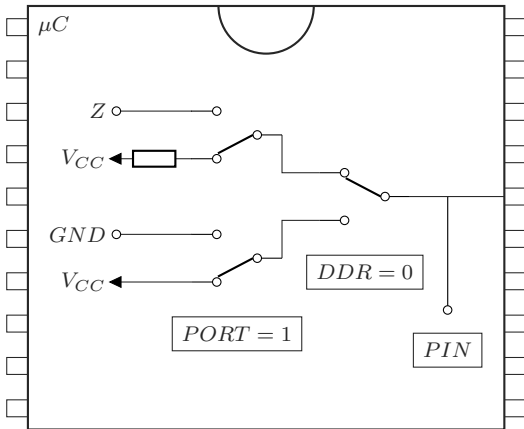 μC
Z
V_CC
GND
V_CC
DDR = 0
PORT = 1
PIN